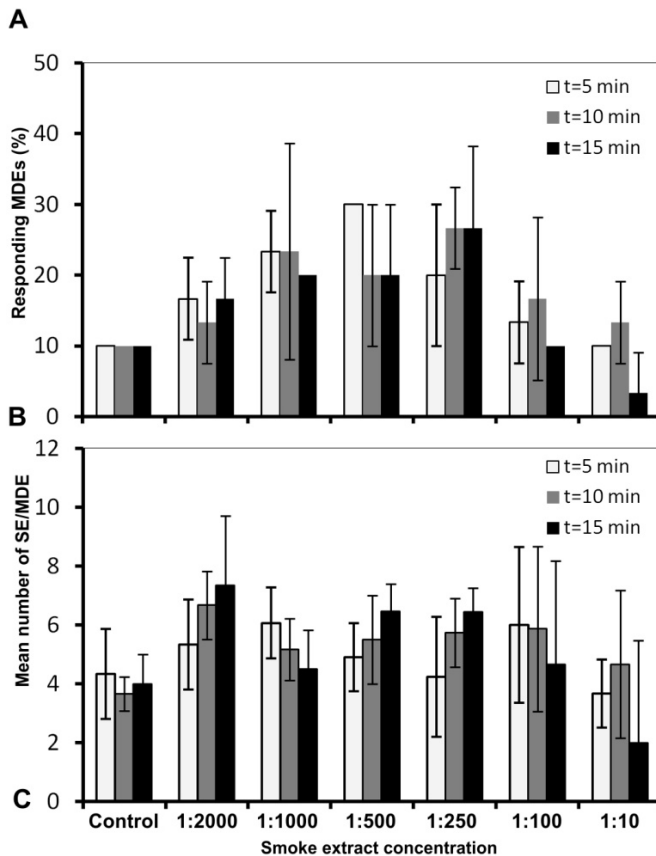 A
50
40
30
20
10
0
Responding MDEs (%)
t=5 min
t=10 min
t=15 min
B
12
10
8
6
4
2
0
Mean number of SE/MDE
t=5 min
t=10 min
t=15 min
C
Control 1:2000 1:1000 1:500 1:250 1:100 1:10
Smoke extract concentration